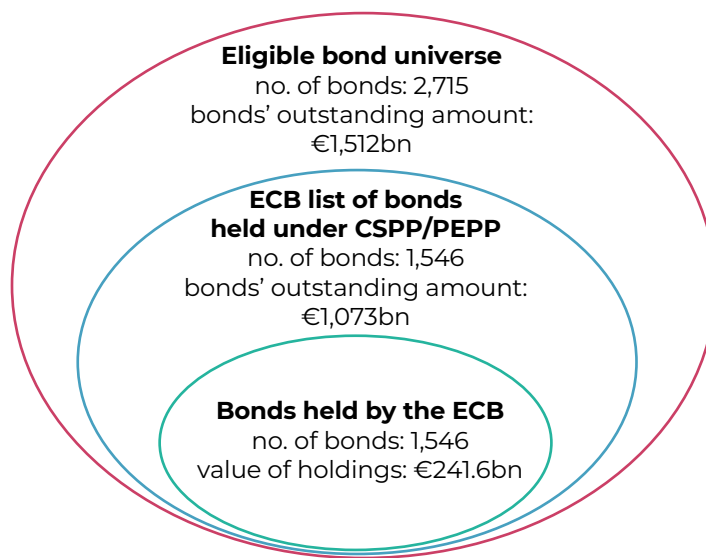 Eligible bond universe
no. of bonds: 2,715
bonds’ outstanding amount:
€1,512bn
ECB list of bonds
held under CSPP/PEPP
no. of bonds: 1,546
bonds’ outstanding amount:
€1,073bn
Bonds held by the ECB
no. of bonds: 1,546
value of holdings: €241.6bn